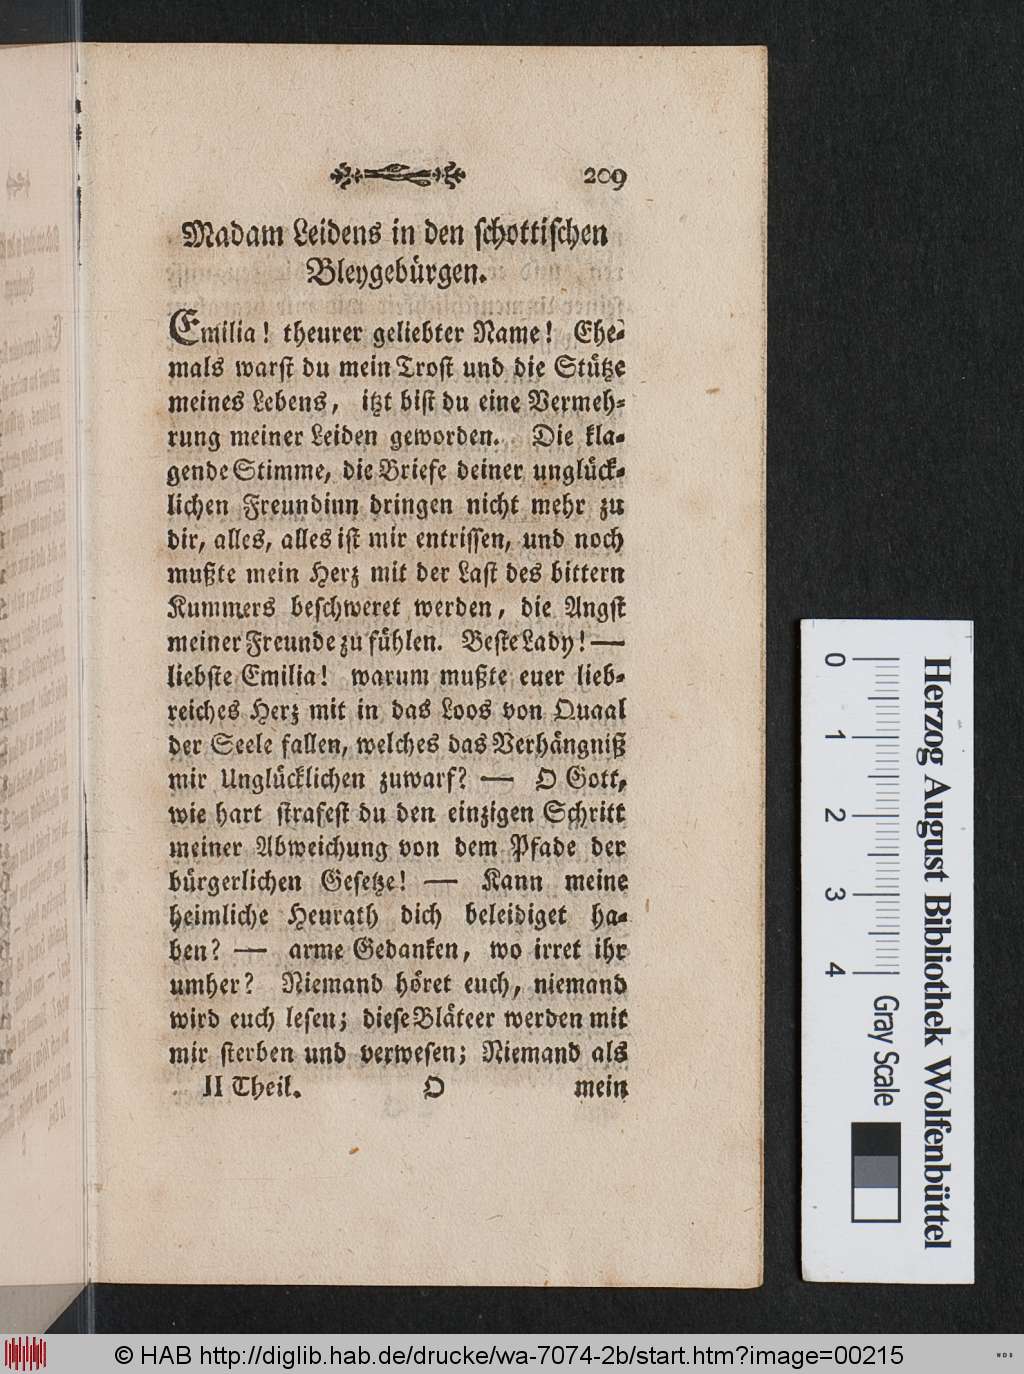 209
Madam Leidens in den schottischen
Bleygebürgen.
Emilia! theurer geliebter Name! Ehe-
mals warst du mein Trost und die Stütze
meines Lebens, itzt bist du eine Vermeh-
rung meiner Leiden geworden. Die kla-
gende Stimme, die Briefe deiner unglück-
lichen Freundinn dringen nicht mehr zu
dir, alles, alles ist mir entrissen, und noch
mußte mein Herz mit der Last des bittern
Kummers beschweret werden, die Angst
meiner Freunde zu fühlen. Beste Lady! —
liebste Emilia! warum mußte euer lieb-
reiches Herz mit in das Loos von Quaal
der Seele fallen, welches das Verhängniß
mir Unglücklichen zuwarf? — O Gott,
wie hart strafest du den einzigen Schritt
meiner Abweichung von dem Pfade der
bürgerlichen Gesetze! — Kann meine
heimliche Heurath dich beleidiget ha-
ben? — arme Gedanken, wo irret ihr
umher? Niemand höret euch, niemand
wird euch lesen; diese Blätter werden mit
mir sterben und verwesen; Niemand als
II Theil. O mein
Herzog August Bibliothek Wolfenbüttel
0 1 2 3 4 Gray Scale
© HAB http://diglib.hab.de/drucke/wa-7074-2b/start.htm?image=00215
WDB